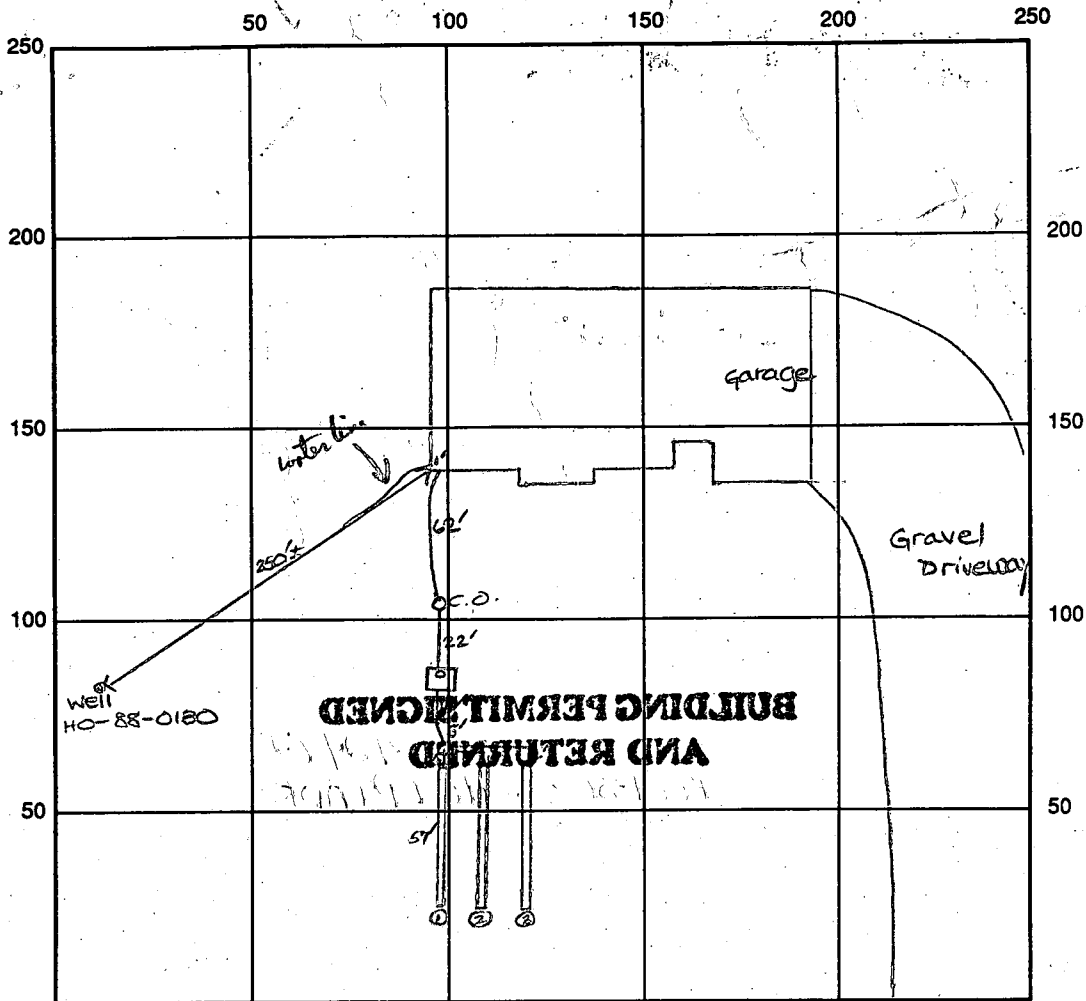 50 100 150 200 250
250
200 200
Garage
150 150
water line
62'
250'±
Gravel
Driveway
C.O.
100 100
22'
Well
HO-88-0180
BUILDING PERMIT SIGNED
AND RETURNED
50 50
57'
1 2 3